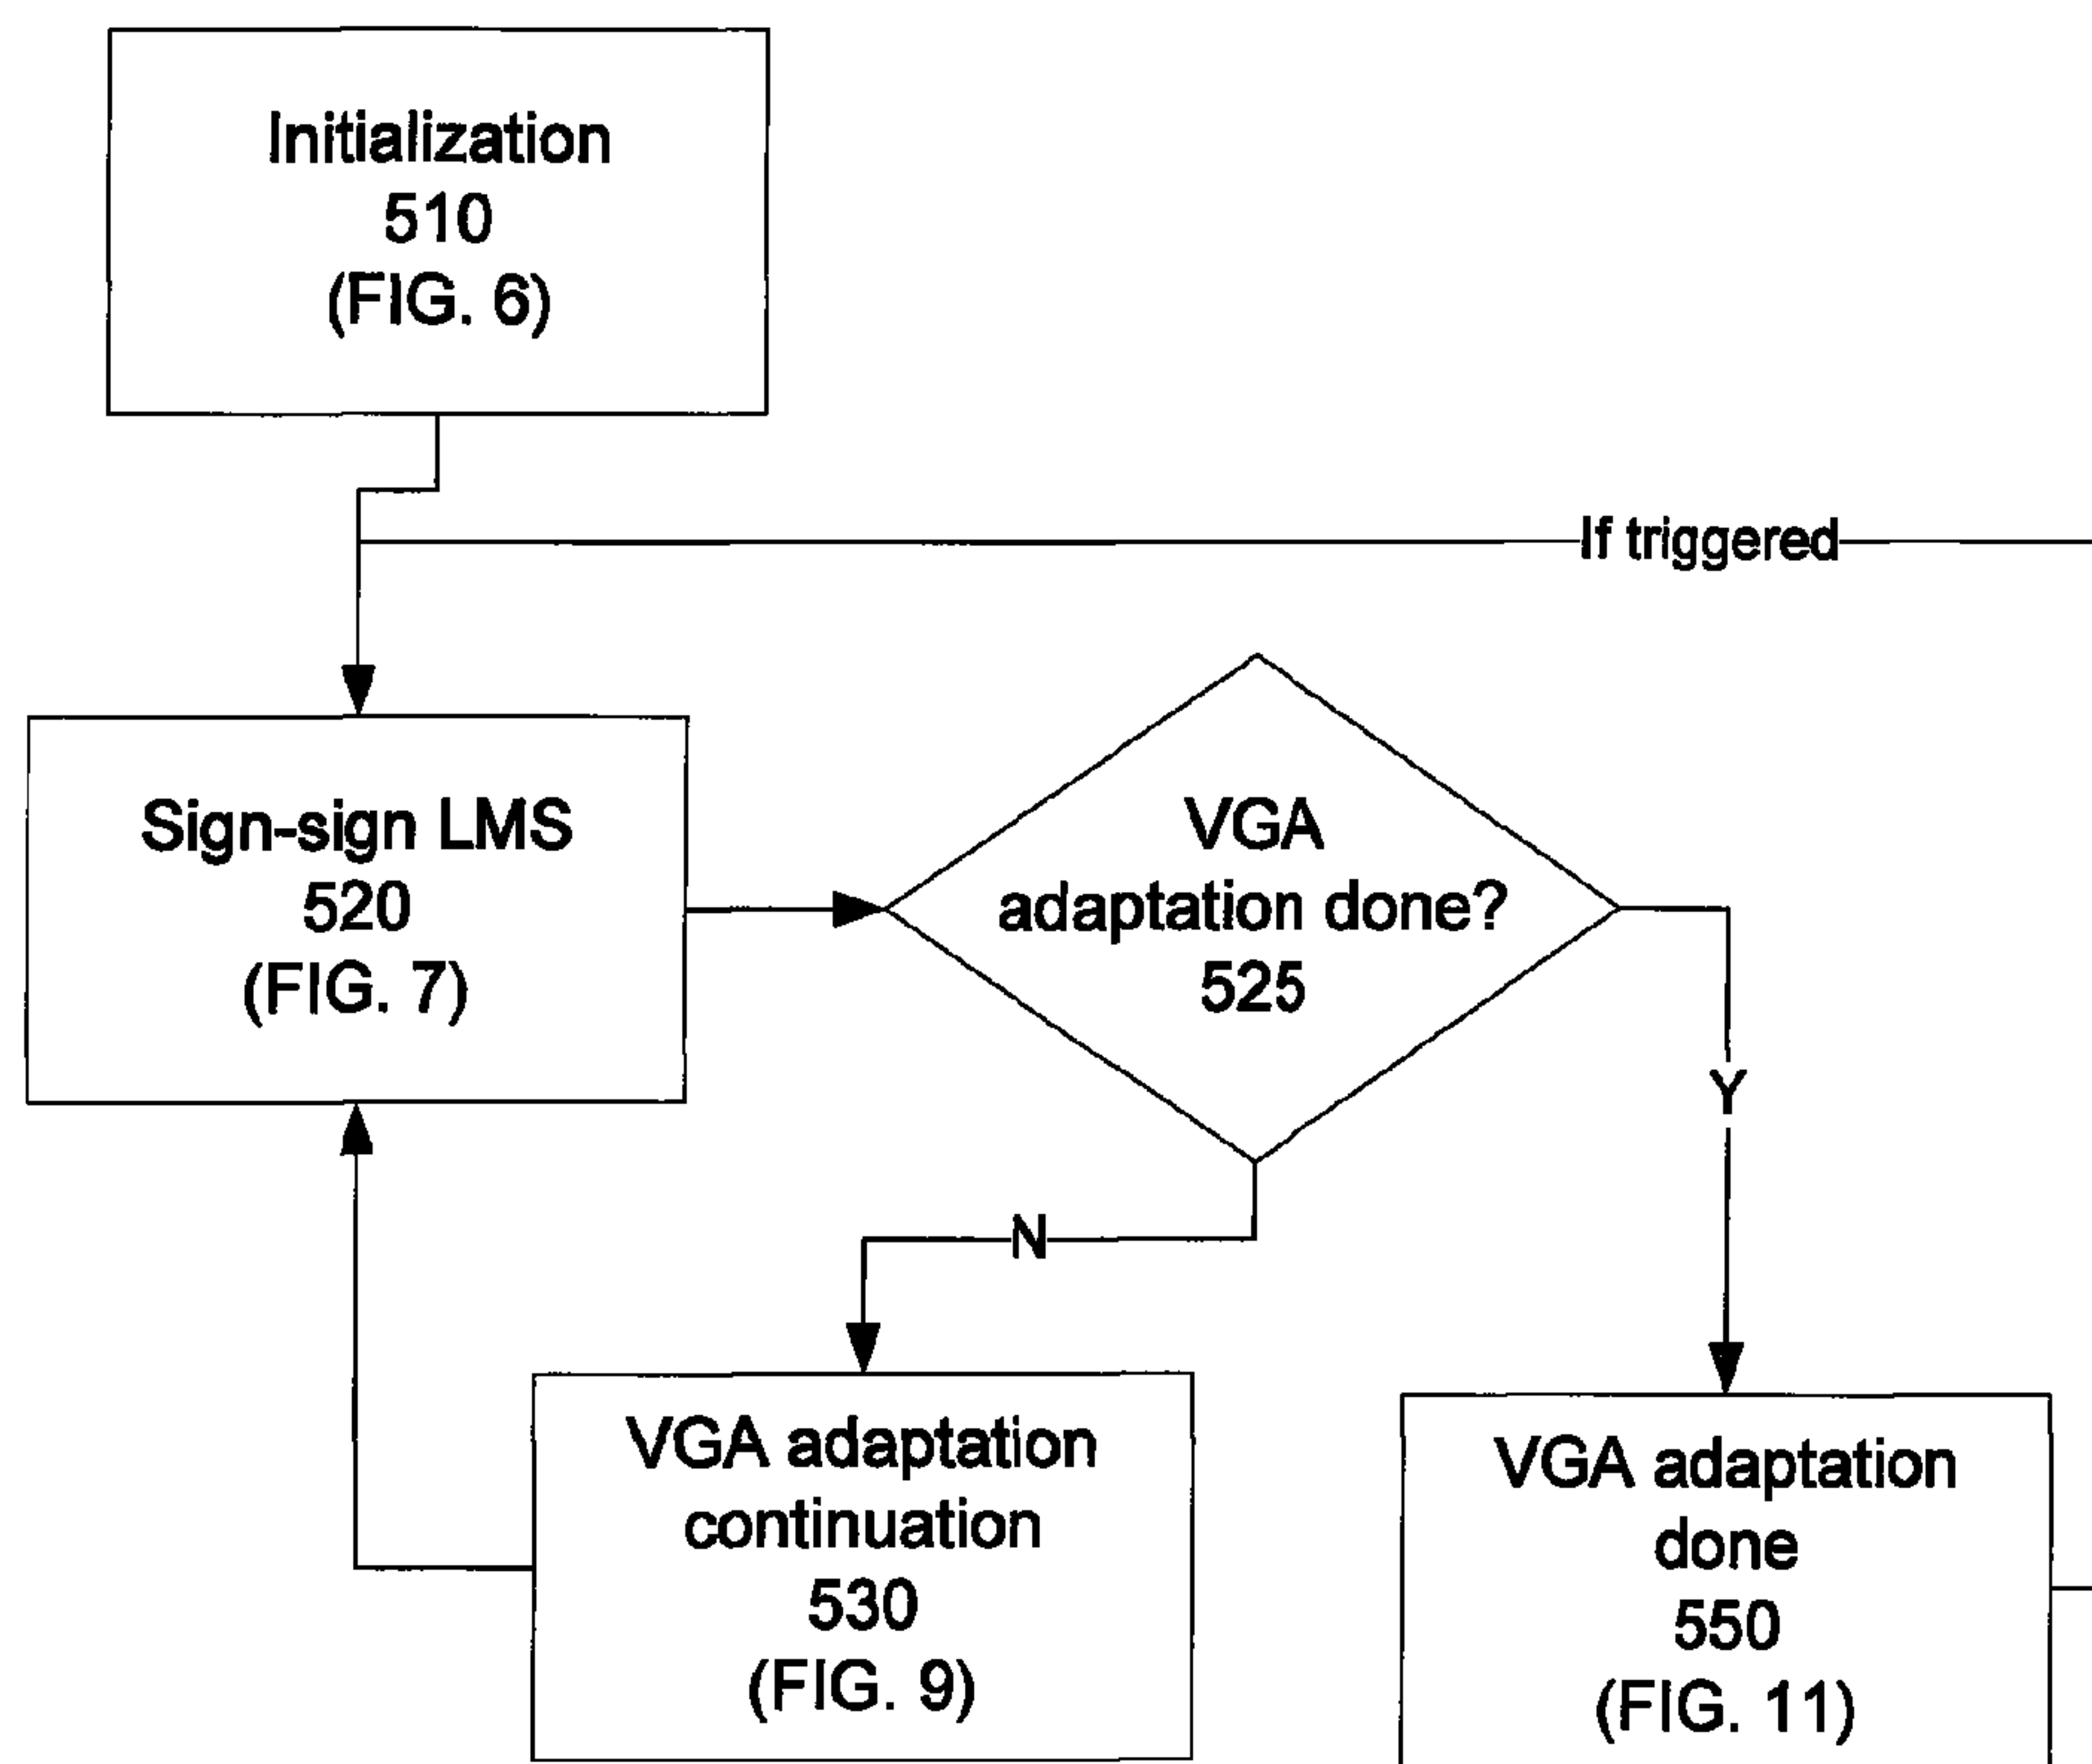 Initialization
510
(FIG. 6)
If triggered
Sign-sign LMS
520
(FIG. 7)
VGA
adaptation done?
525
Y
N
VGA adaptation
continuation
530
(FIG. 9)
VGA adaptation
done
550
(FIG. 11)